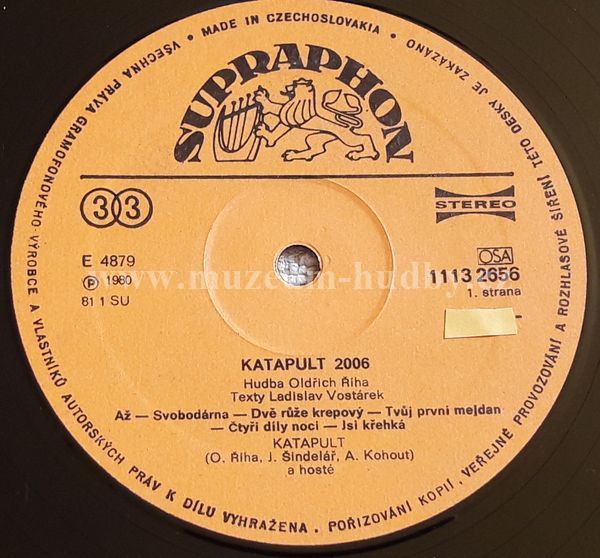 VŠECHNA PRÁVA GRAMOFONOVÉHO VÝROBCE A VLASTNÍKŮ AUTORSKÝCH PRÁV K DÍLU VYHRAŽENA . POŘIZOVÁNÍ KOPIÍ, VEŘEJNÉ PROVOZOVÁNÍ A ROZHLASOVÉ ŠÍŘENÍ TÉTO DESKY JE ZAKÁZÁNO
• MADE IN CZECHOSLOVAKIA •
SUPRAPHON
33
STEREO
E 4879
℗ 1980
81 1 SU
OSA
1113 2656
1. strana
www.muzeum-hudby.cz
KATAPULT 2006
Hudba Oldřich Říha
Texty Ladislav Vostárek
Až — Svobodárna — Dvě růže krepový — Tvůj první mejdan
— Čtyři díly noci — Jsi křehká
KATAPULT
(O. Říha, J. Šindelář, A. Kohout)
a hosté